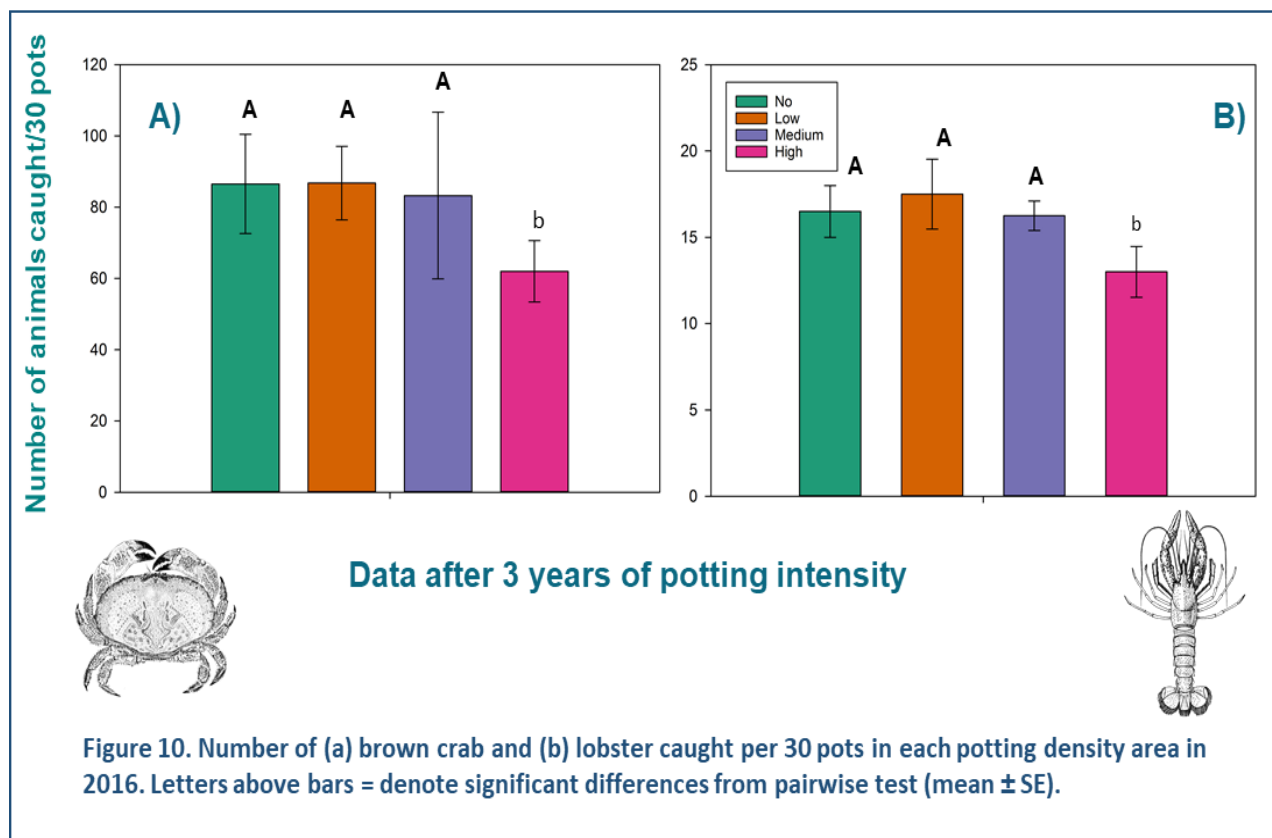 Number of animals caught/30 pots
120
100
80
60
40
20
0
A)
A
A
A
b
25
20
15
10
5
0
No
Low
Medium
High
B)
A
A
A
b
Data after 3 years of potting intensity
Figure 10. Number of (a) brown crab and (b) lobster caught per 30 pots in each potting density area in
2016. Letters above bars = denote significant differences from pairwise test (mean ± SE).